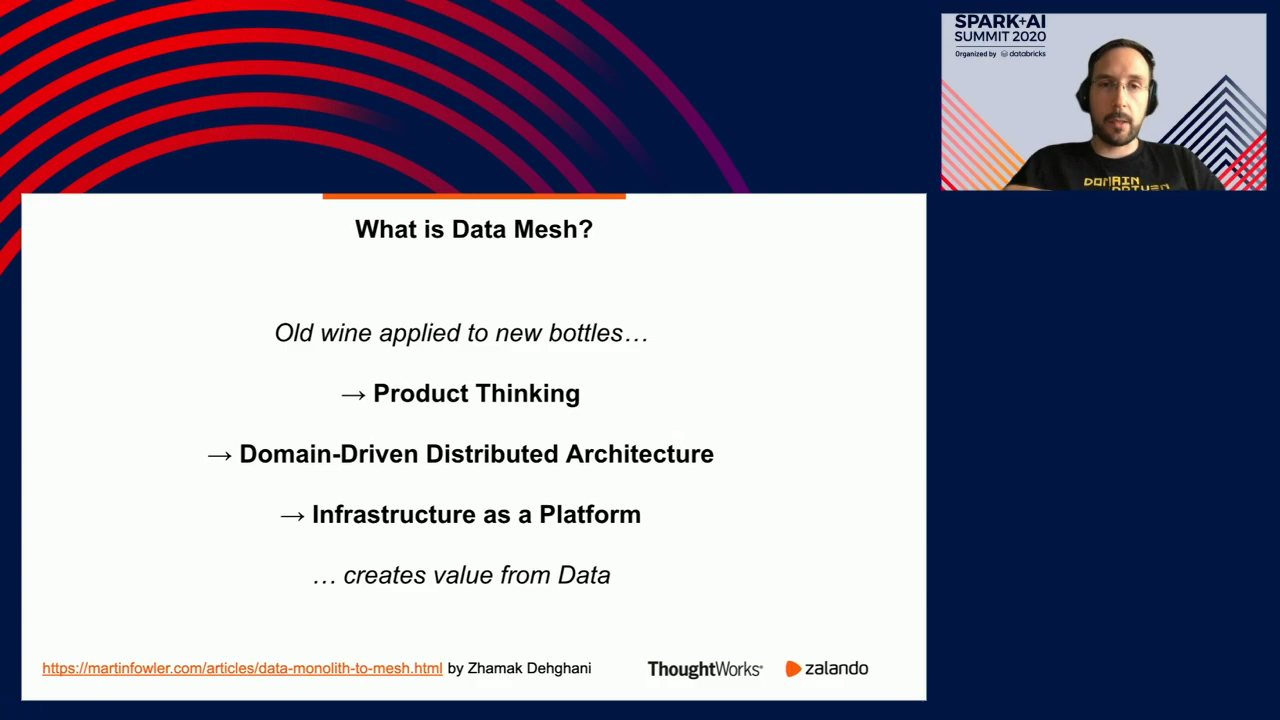 SPARK+AI
SUMMIT 2020
Organized by databricks
DOMAIN
DRIVEN
What is Data Mesh?
Old wine applied to new bottles…
→ Product Thinking
→ Domain-Driven Distributed Architecture
→ Infrastructure as a Platform
… creates value from Data
https://martinfowler.com/articles/data-monolith-to-mesh.html by Zhamak Dehghani
ThoughtWorks®
zalando